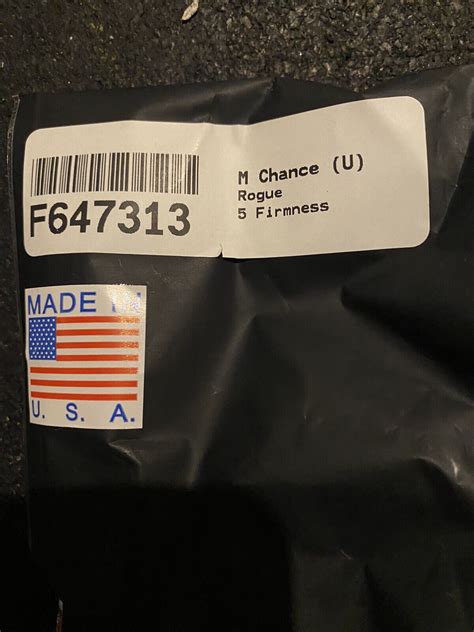 F647313
M Chance (U)
Rogue
5 Firmness
MADE IN
U. S. A.